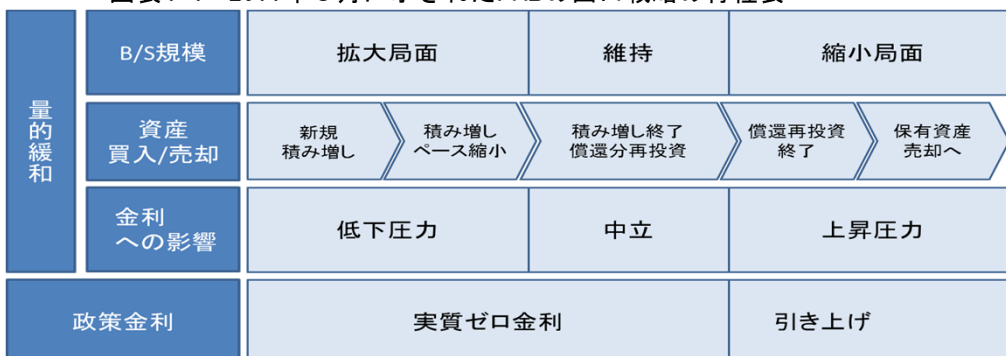 B/S規模
拡大局面
維持
縮小局面
量的緩和
資産
買入/売却
新規
積み増し
積み増し
ペース縮小
積み増し終了
償還分再投資
償還再投資
終了
保有資産
売却へ
金利
への影響
低下圧力
中立
上昇圧力
政策金利
実質ゼロ金利
引き上げ